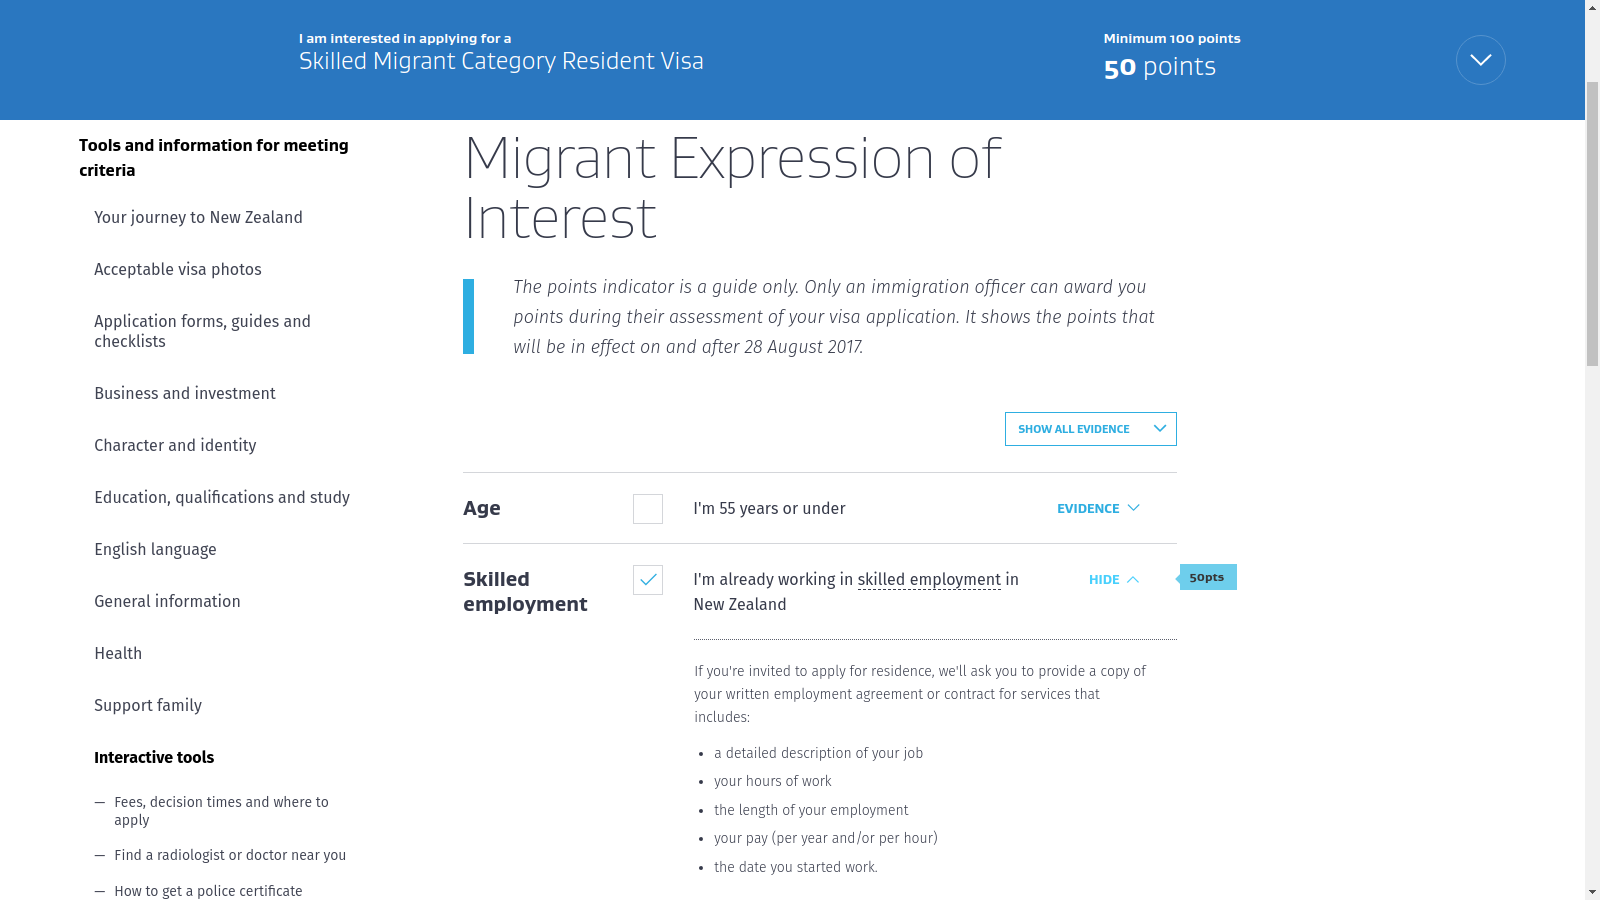 I am interested in applying for a
Skilled Migrant Category Resident Visa
Minimum 100 points
50 points
Tools and information for meeting
criteria
Your journey to New Zealand
Acceptable visa photos
Application forms, guides and
checklists
Business and investment
Character and identity
Education, qualifications and study
English language
General information
Health
Support family
Interactive tools
— Fees, decision times and where to
apply
— Find a radiologist or doctor near you
— How to get a police certificate
Migrant Expression of
Interest
The points indicator is a guide only. Only an immigration officer can award you
points during their assessment of your visa application. It shows the points that
will be in effect on and after 28 August 2017.
SHOW ALL EVIDENCE
Age
I'm 55 years or under
EVIDENCE
Skilled
employment
I'm already working in skilled employment in
New Zealand
HIDE
50pts
If you're invited to apply for residence, we'll ask you to provide a copy of
your written employment agreement or contract for services that
includes:
• a detailed description of your job
• your hours of work
• the length of your employment
• your pay (per year and/or per hour)
• the date you started work.